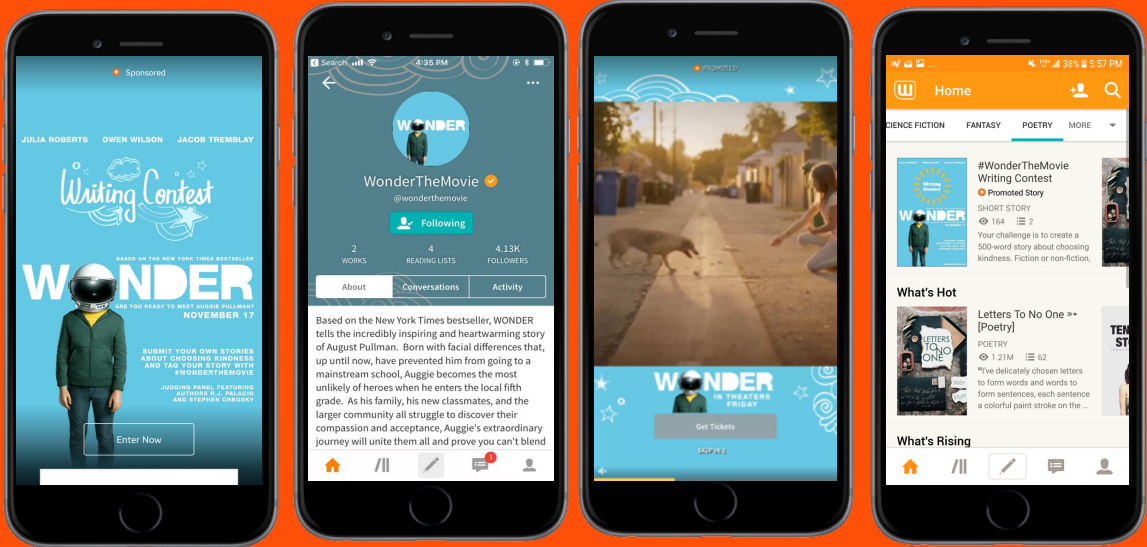 Sponsored
JULIA ROBERTS OWEN WILSON JACOB TREMBLAY
Writing Contest
BASED ON THE NEW YORK TIMES BESTSELLER
WONDER
ARE YOU READY TO MEET AUGGIE PULLMAN?
NOVEMBER 17
SUBMIT YOUR OWN STORIES
ABOUT CHOOSING KINDNESS
AND TAG YOUR STORY WITH
#WONDERTHEMOVIE
JUDGING PANEL FEATURING
AUTHORS R.J. PALACIO
AND STEPHEN CHBOSKY
Enter Now
Search 4:35 PM
WONDER
WonderTheMovie
@wonderthemovie
Following
2 4 4.13K
WORKS READING LISTS FOLLOWERS
About Conversations Activity
Based on the New York Times bestseller, WONDER
tells the incredibly inspiring and heartwarming story
of August Pullman. Born with facial differences that,
up until now, have prevented him from going to a
mainstream school, Auggie becomes the most
unlikely of heroes when he enters the local fifth
grade. As his family, his new classmates, and the
larger community all struggle to discover their
compassion and acceptance, Auggie's extraordinary
journey will unite them all and prove you can't blend
1
PROMOTED
WONDER
IN THEATERS
FRIDAY
Get Tickets
38% 5:57 PM
Home
CIENCE FICTION FANTASY POETRY MORE
Writing
Contest
WONDER
#WonderTheMovie
Writing Contest
Promoted Story
SHORT STORY
164 2
Your challenge is to create a
500-word story about choosing
kindness. Fiction or non-fiction,
What's Hot
LETTERS
TO NO
ONE
Letters To No One ➳
[Poetry]
POETRY
1.21M 62
❝I've delicately chosen letters
to form words and words to
form sentences, each sentence
a colorful paint stroke on the ...
TEN
ST
What's Rising